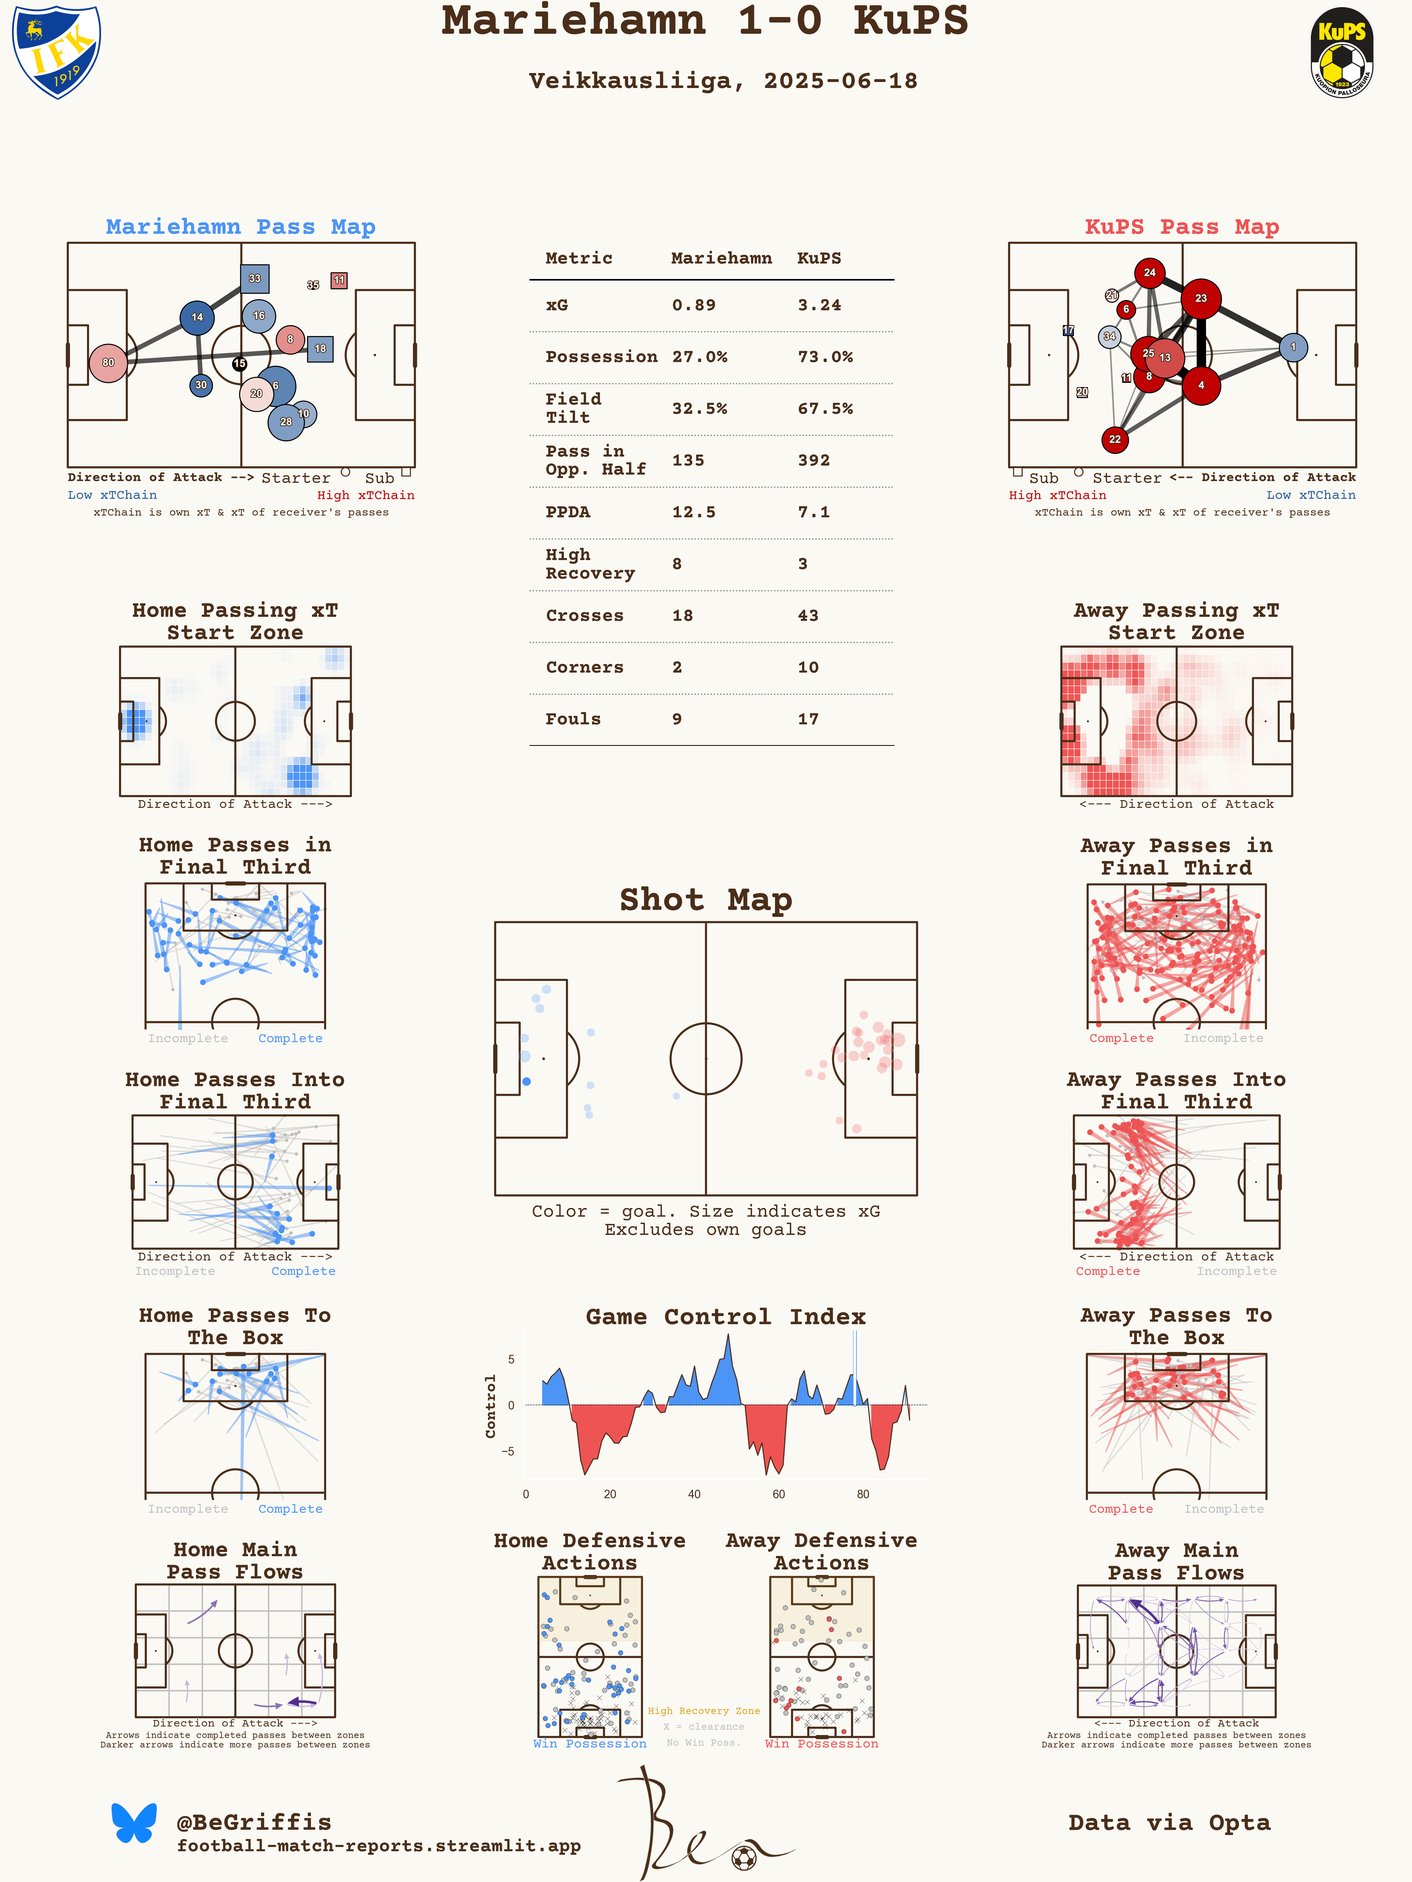 Mariehamn 1-0 KuPS
Veikkausliiga, 2025-06-18
IFK
1919
KuPS
1923
KUOPION PALLOSEURA
Mariehamn Pass Map
33
35
11
14
16
8
18
80
15
30
6
20
10
28
Direction of Attack --> Starter Sub
Low xTChain High xTChain
xTChain is own xT & xT of receiver's passes
Metric Mariehamn KuPS
xG 0.89 3.24
Possession 27.0% 73.0%
Field
Tilt 32.5% 67.5%
Pass in
Opp. Half 135 392
PPDA 12.5 7.1
High
Recovery 8 3
Crosses 18 43
Corners 2 10
Fouls 9 17
KuPS Pass Map
24
21
23
6
17
34
1
25
13
11
8
4
20
22
Sub Starter <-- Direction of Attack
High xTChain Low xTChain
xTChain is own xT & xT of receiver's passes
Home Passing xT
Start Zone
Direction of Attack --->
Away Passing xT
Start Zone
<--- Direction of Attack
Home Passes in
Final Third
Incomplete Complete
Away Passes in
Final Third
Complete Incomplete
Shot Map
Color = goal. Size indicates xG
Excludes own goals
Home Passes Into
Final Third
Direction of Attack --->
Incomplete Complete
Away Passes Into
Final Third
<--- Direction of Attack
Complete Incomplete
Home Passes To
The Box
Incomplete Complete
Game Control Index
Control
5
0
−5
0 20 40 60 80
Away Passes To
The Box
Complete Incomplete
Home Main
Pass Flows
Direction of Attack --->
Arrows indicate completed passes between zones
Darker arrows indicate more passes between zones
Home Defensive
Actions
Win Possession
High Recovery Zone
X = clearance
No Win Poss.
Away Defensive
Actions
Win Possession
Away Main
Pass Flows
<--- Direction of Attack
Arrows indicate completed passes between zones
Darker arrows indicate more passes between zones
@BeGriffis
football-match-reports.streamlit.app
Ben
Data via Opta